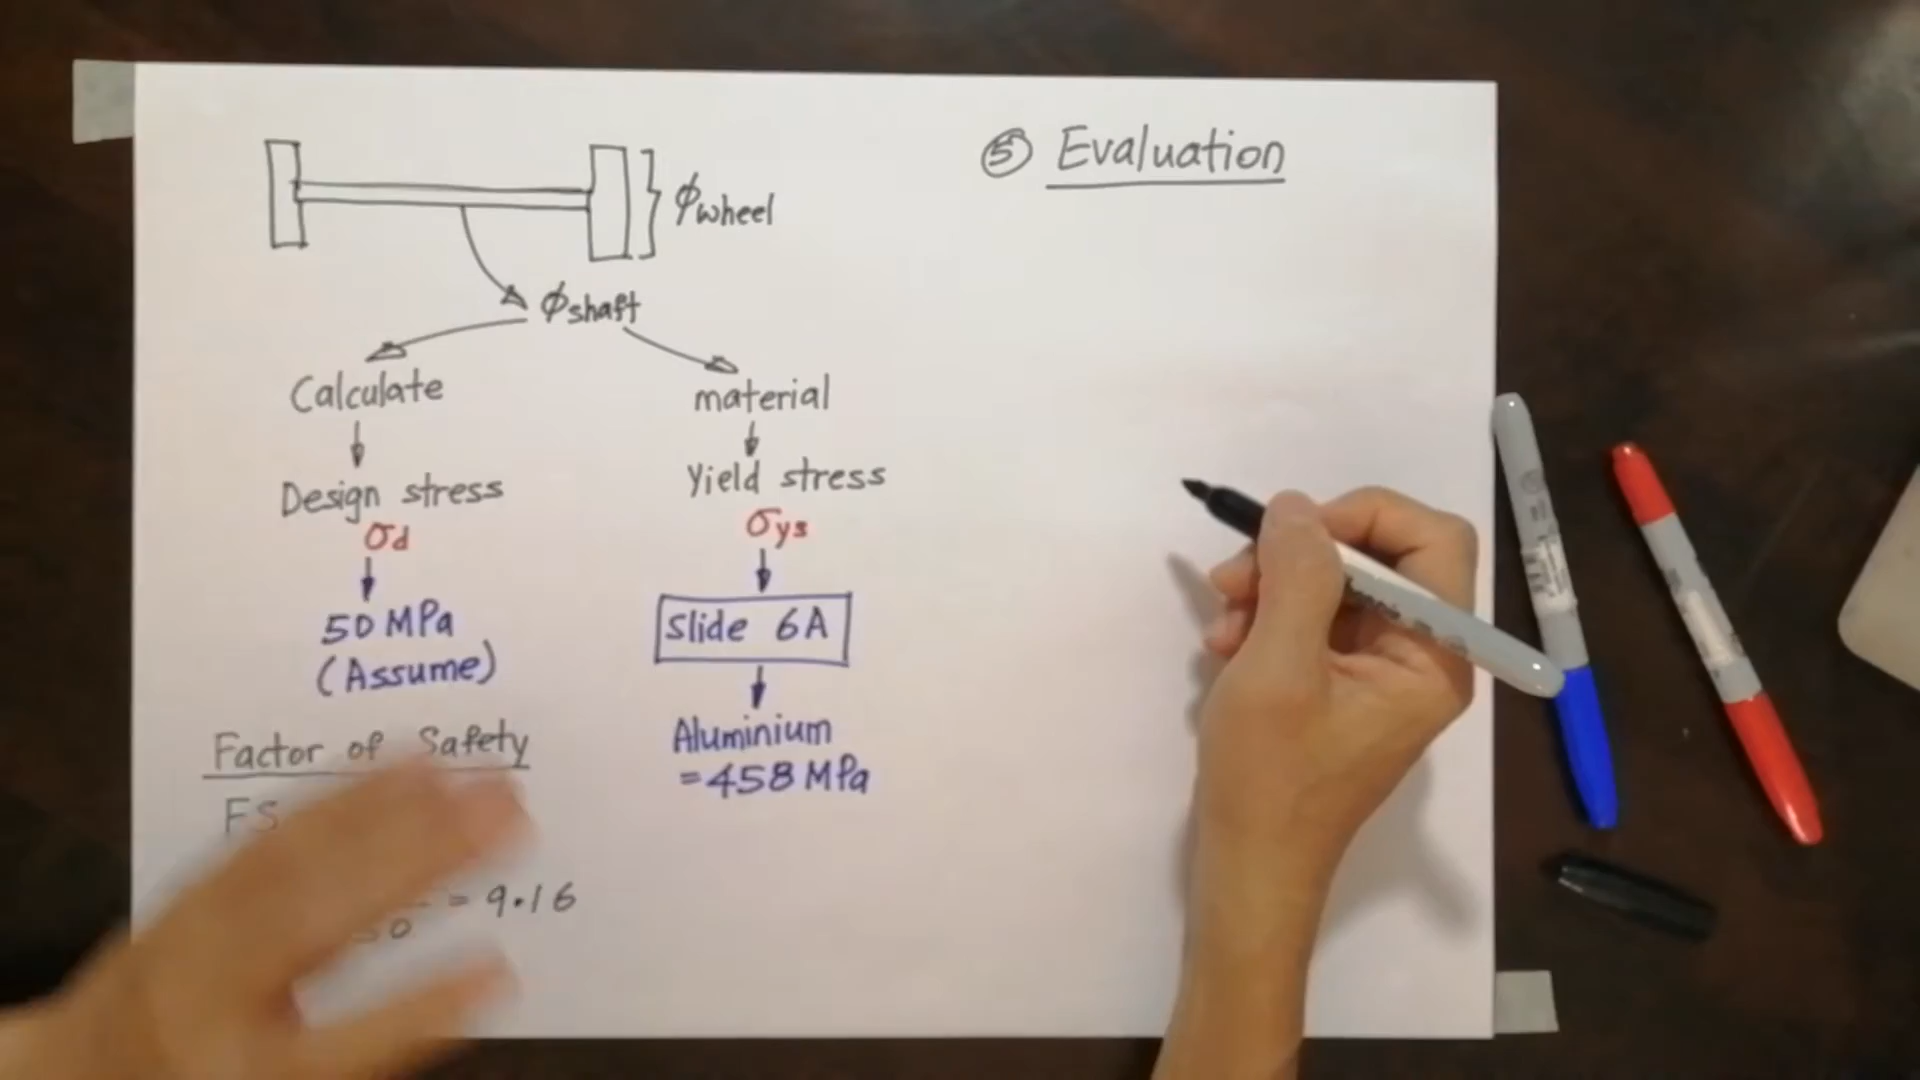 ϕwheel
ϕshaft
Calculate
Design stress
σd
50 MPa
(Assume)
material
Yield stress
σys
Slide 6A
Aluminium
= 458 MPa
Factor of Safety
FS
50 = 9.16
⑤ Evaluation